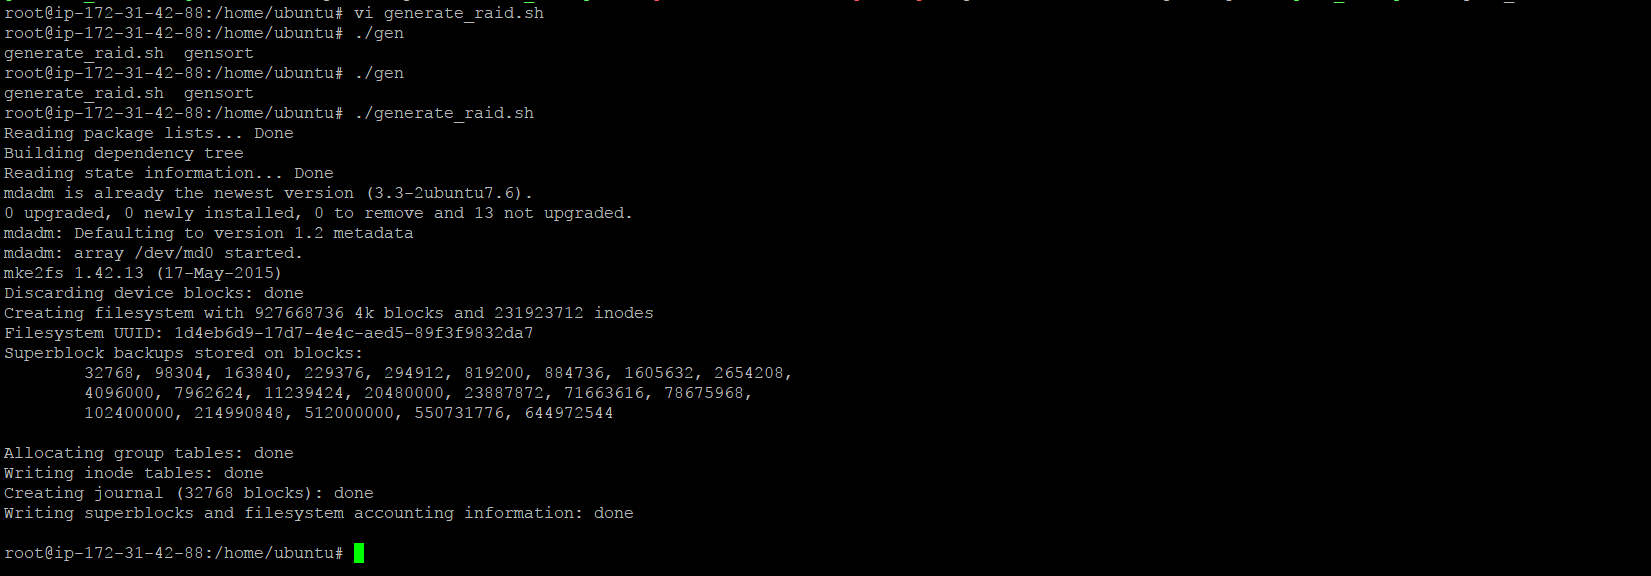 root@ip-172-31-42-88:/home/ubuntu# vi generate_raid.sh
root@ip-172-31-42-88:/home/ubuntu# ./gen
generate_raid.sh  gensort
root@ip-172-31-42-88:/home/ubuntu# ./gen
generate_raid.sh  gensort
root@ip-172-31-42-88:/home/ubuntu# ./generate_raid.sh
Reading package lists... Done
Building dependency tree
Reading state information... Done
mdadm is already the newest version (3.3-2ubuntu7.6).
0 upgraded, 0 newly installed, 0 to remove and 13 not upgraded.
mdadm: Defaulting to version 1.2 metadata
mdadm: array /dev/md0 started.
mke2fs 1.42.13 (17-May-2015)
Discarding device blocks: done
Creating filesystem with 927668736 4k blocks and 231923712 inodes
Filesystem UUID: 1d4eb6d9-17d7-4e4c-aed5-89f3f9832da7
Superblock backups stored on blocks:
        32768, 98304, 163840, 229376, 294912, 819200, 884736, 1605632, 2654208,
        4096000, 7962624, 11239424, 20480000, 23887872, 71663616, 78675968,
        102400000, 214990848, 512000000, 550731776, 644972544

Allocating group tables: done
Writing inode tables: done
Creating journal (32768 blocks): done
Writing superblocks and filesystem accounting information: done

root@ip-172-31-42-88:/home/ubuntu#